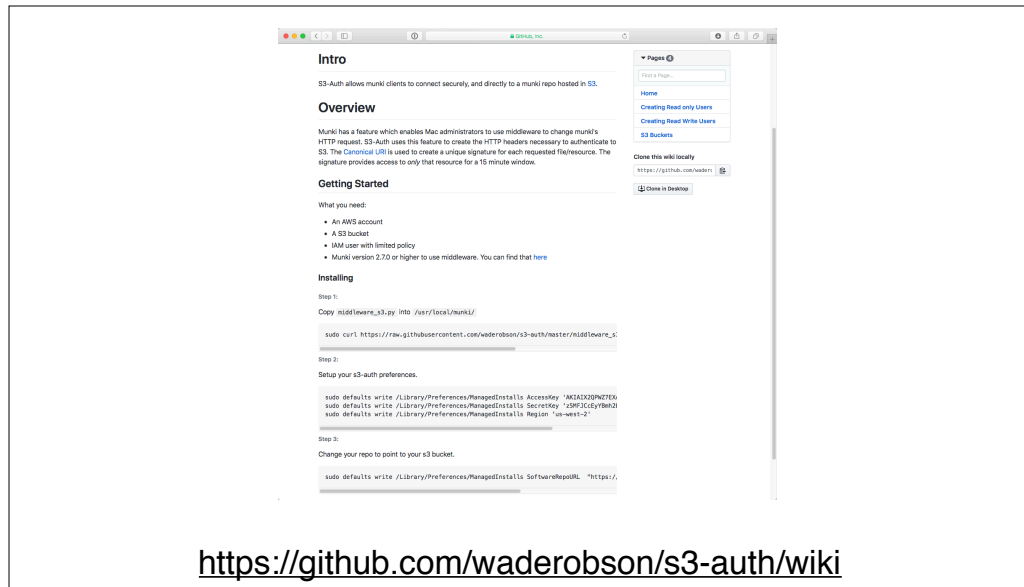 GitHub, Inc.
Intro
S3-Auth allows munki clients to connect securely, and directly to a munki repo hosted in S3.
Overview
Munki has a feature which enables Mac administrators to use middleware to change munki's
HTTP request. S3-Auth uses this feature to create the HTTP headers necessary to authenticate to
S3. The Canonical URI is used to create a unique signature for each requested file/resource. The
signature provides access to only that resource for a 15 minute window.
Getting Started
What you need:
• An AWS account
• A S3 bucket
• IAM user with limited policy
• Munki version 2.7.0 or higher to use middleware. You can find that here
Installing
Step 1:
Copy middleware_s3.py into /usr/local/munki/
sudo curl https://raw.githubusercontent.com/waderobson/s3-auth/master/middleware_s3
Step 2:
Setup your s3-auth preferences.
sudo defaults write /Library/Preferences/ManagedInstalls AccessKey 'AKIAIX2QPWZ7EXA
sudo defaults write /Library/Preferences/ManagedInstalls SecretKey 'z5MFJCcEyYBmh2
sudo defaults write /Library/Preferences/ManagedInstalls Region 'us-west-2'
Step 3:
Change your repo to point to your s3 bucket.
sudo defaults write /Library/Preferences/ManagedInstalls SoftwareRepoURL "https:/
Pages 4
Find a Page...
Home
Creating Read only Users
Creating Read Write Users
S3 Buckets
Clone this wiki locally
https://github.com/wader
Clone in Desktop
https://github.com/waderobson/s3-auth/wiki